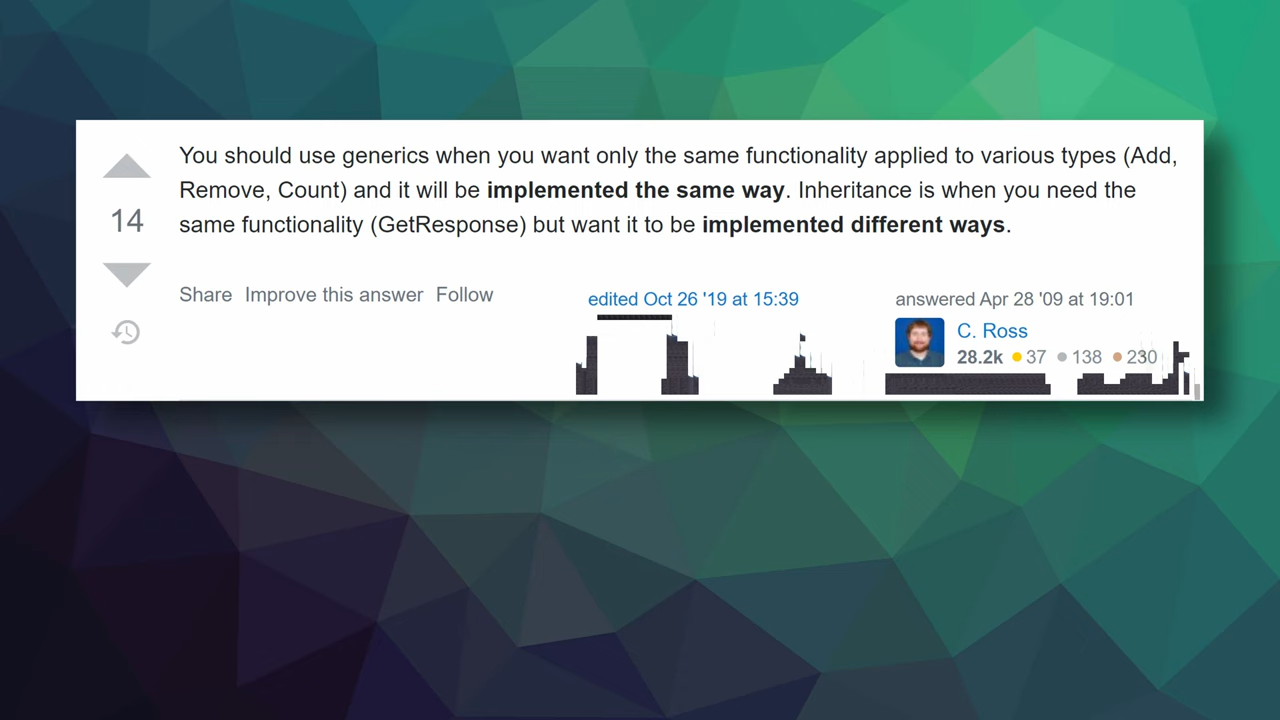 You should use generics when you want only the same functionality applied to various types (Add,
Remove, Count) and it will be implemented the same way. Inheritance is when you need the
same functionality (GetResponse) but want it to be implemented different ways.
14
Share Improve this answer Follow
edited Oct 26 '19 at 15:39
answered Apr 28 '09 at 19:01
C. Ross
28.2k 37 138 230